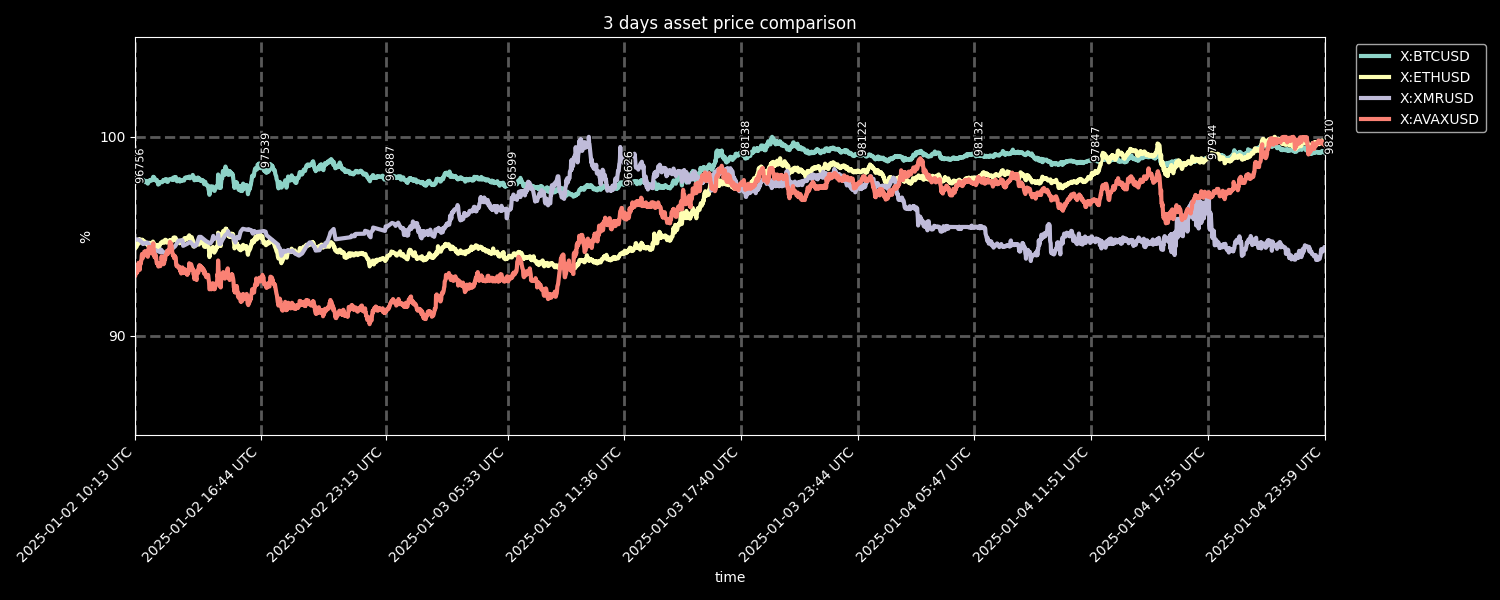 3 days asset price comparison
X:BTCUSD
X:ETHUSD
X:XMRUSD
X:AVAXUSD
100
90
%
96756
97539
96887
96599
96626
98138
98122
98132
97847
97944
98210
2025-01-02 10:13 UTC
2025-01-02 16:44 UTC
2025-01-02 23:13 UTC
2025-01-03 05:33 UTC
2025-01-03 11:36 UTC
2025-01-03 17:40 UTC
2025-01-03 23:44 UTC
2025-01-04 05:47 UTC
2025-01-04 11:51 UTC
2025-01-04 17:55 UTC
2025-01-04 23:59 UTC
time